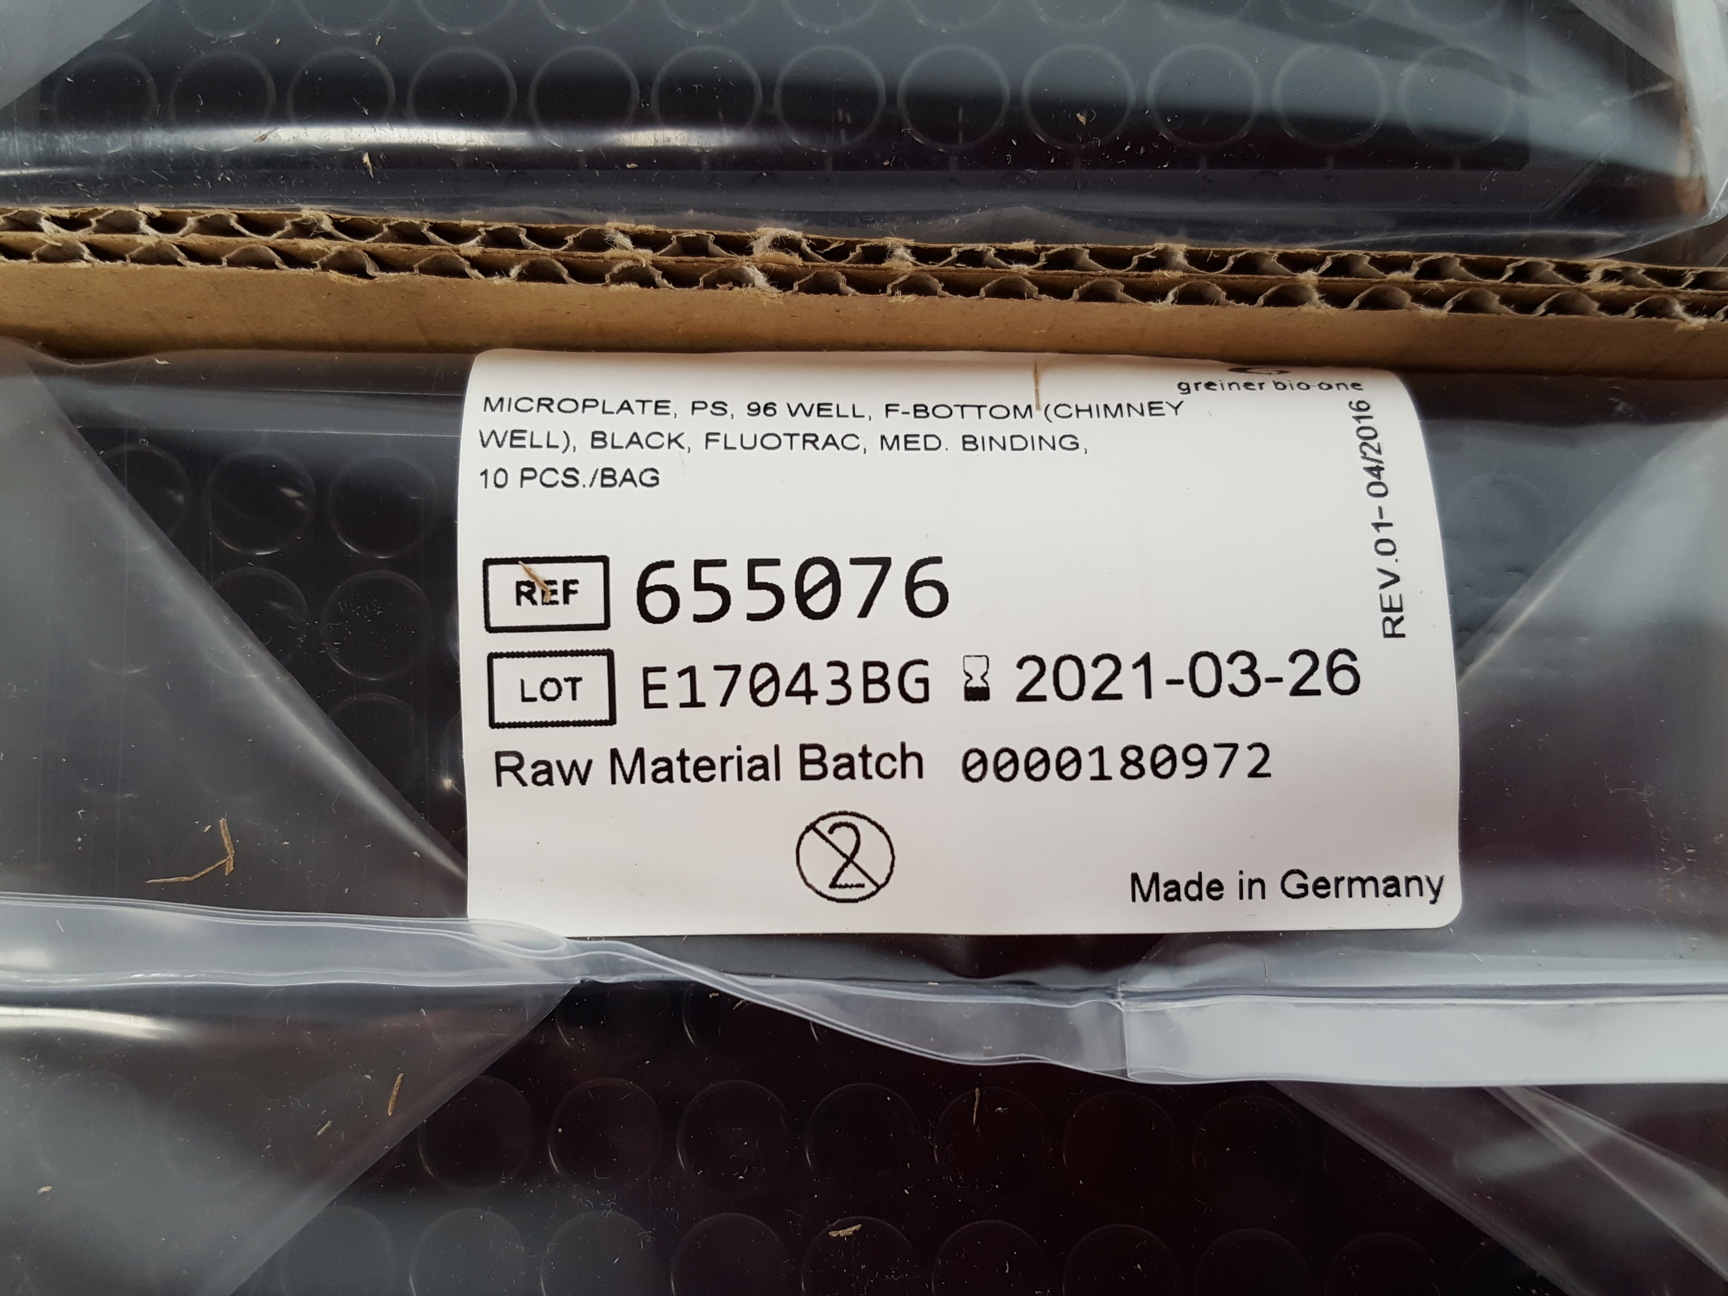 greiner bio-one
MICROPLATE, PS, 96 WELL, F-BOTTOM (CHIMNEY
WELL), BLACK, FLUOTRAC, MED. BINDING,
10 PCS./BAG
REV.01- 04/2016
REF 655076
LOT E17043BG 2021-03-26
Raw Material Batch 0000180972
2
Made in Germany